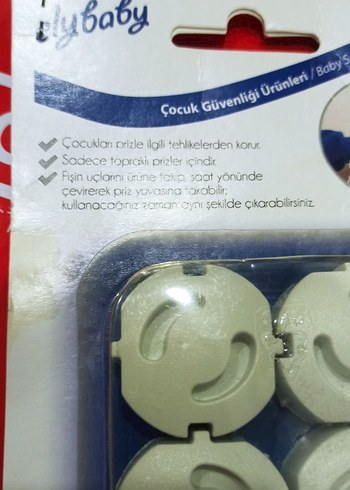 lybaby
Çocuk Güvenliği Ürünleri / Baby S
Çocukları prizle ilgili tehlikelerden korur.
Sadece topraklı prizler içindir.
Fişin uçlarını ürüne takıp, saat yönünde
çevirerek priz yuvasına takabilir;
kullanacağınız zaman aynı şekilde çıkarabilirsiniz.